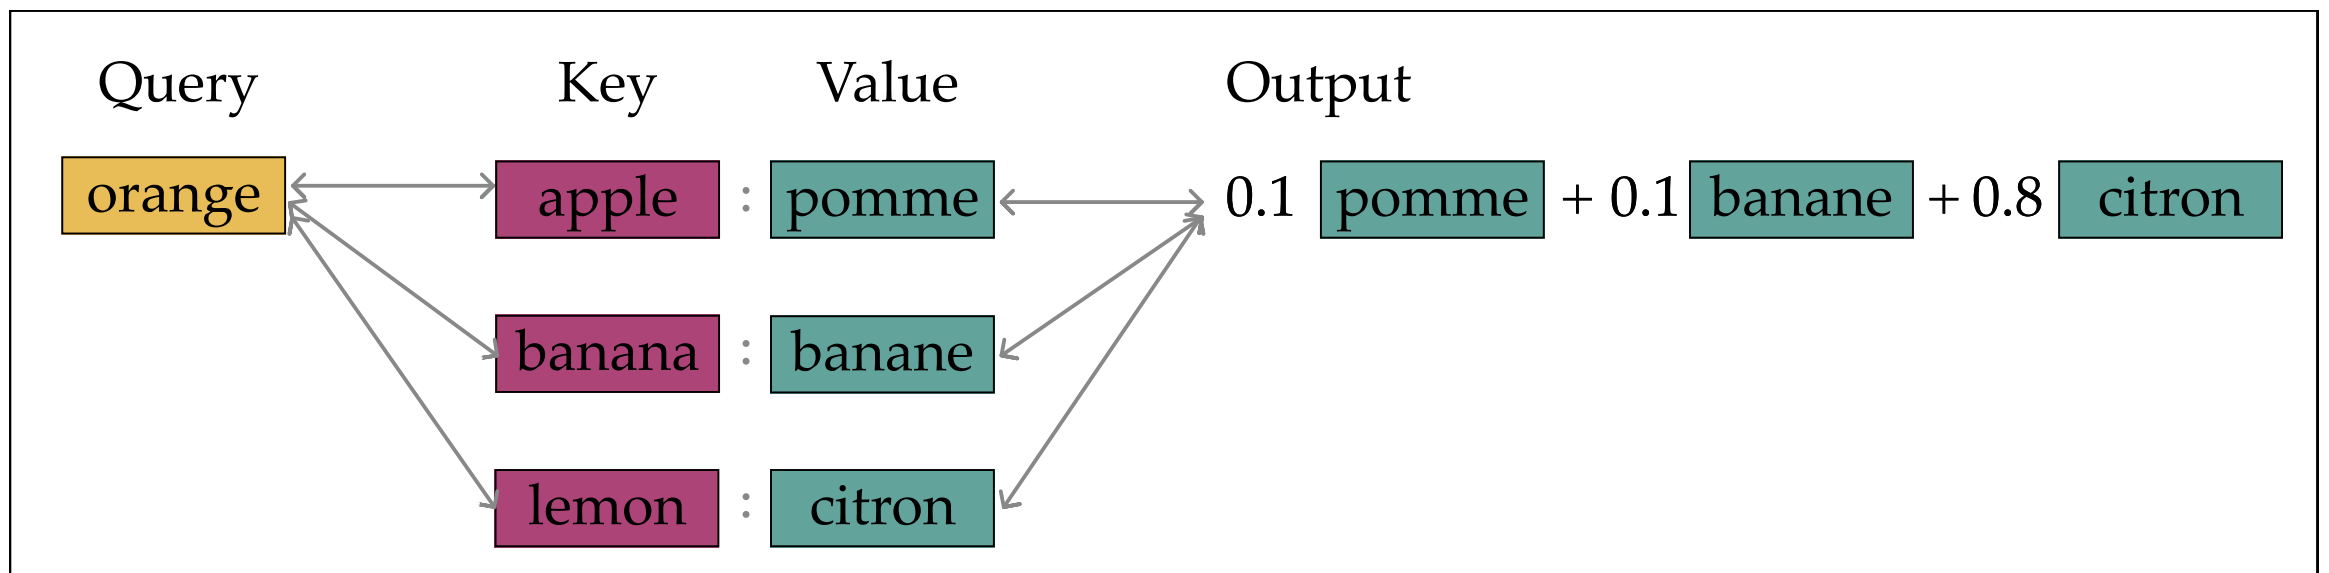 Query Key Value Output
orange apple : pomme 0.1 pomme + 0.1 banane + 0.8 citron
banana : banane
lemon : citron